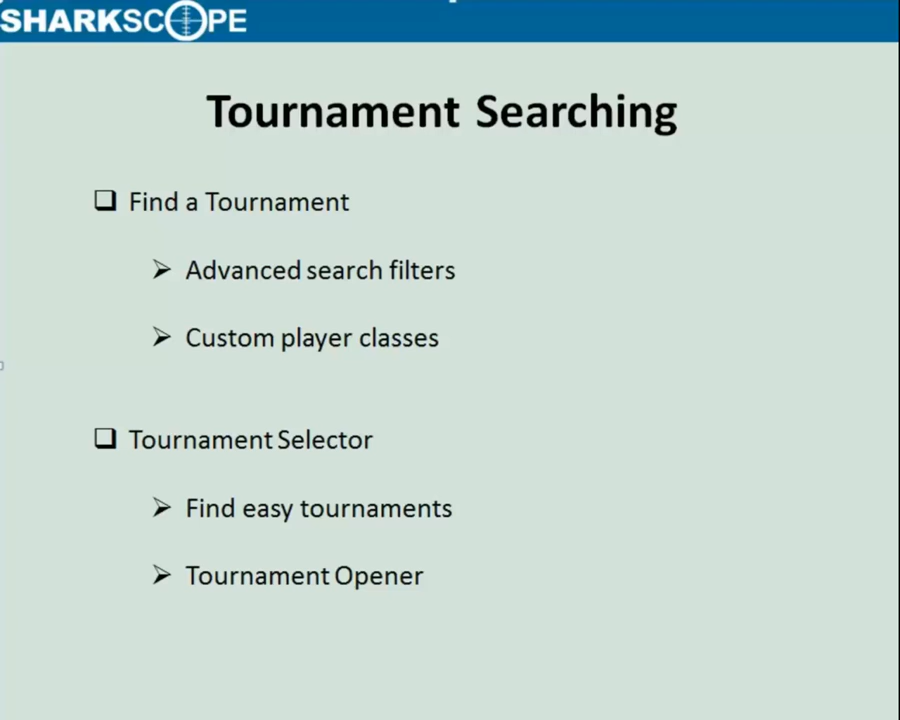 SHARKSCOPE
Tournament Searching
Find a Tournament
Advanced search filters
Custom player classes
Tournament Selector
Find easy tournaments
Tournament Opener